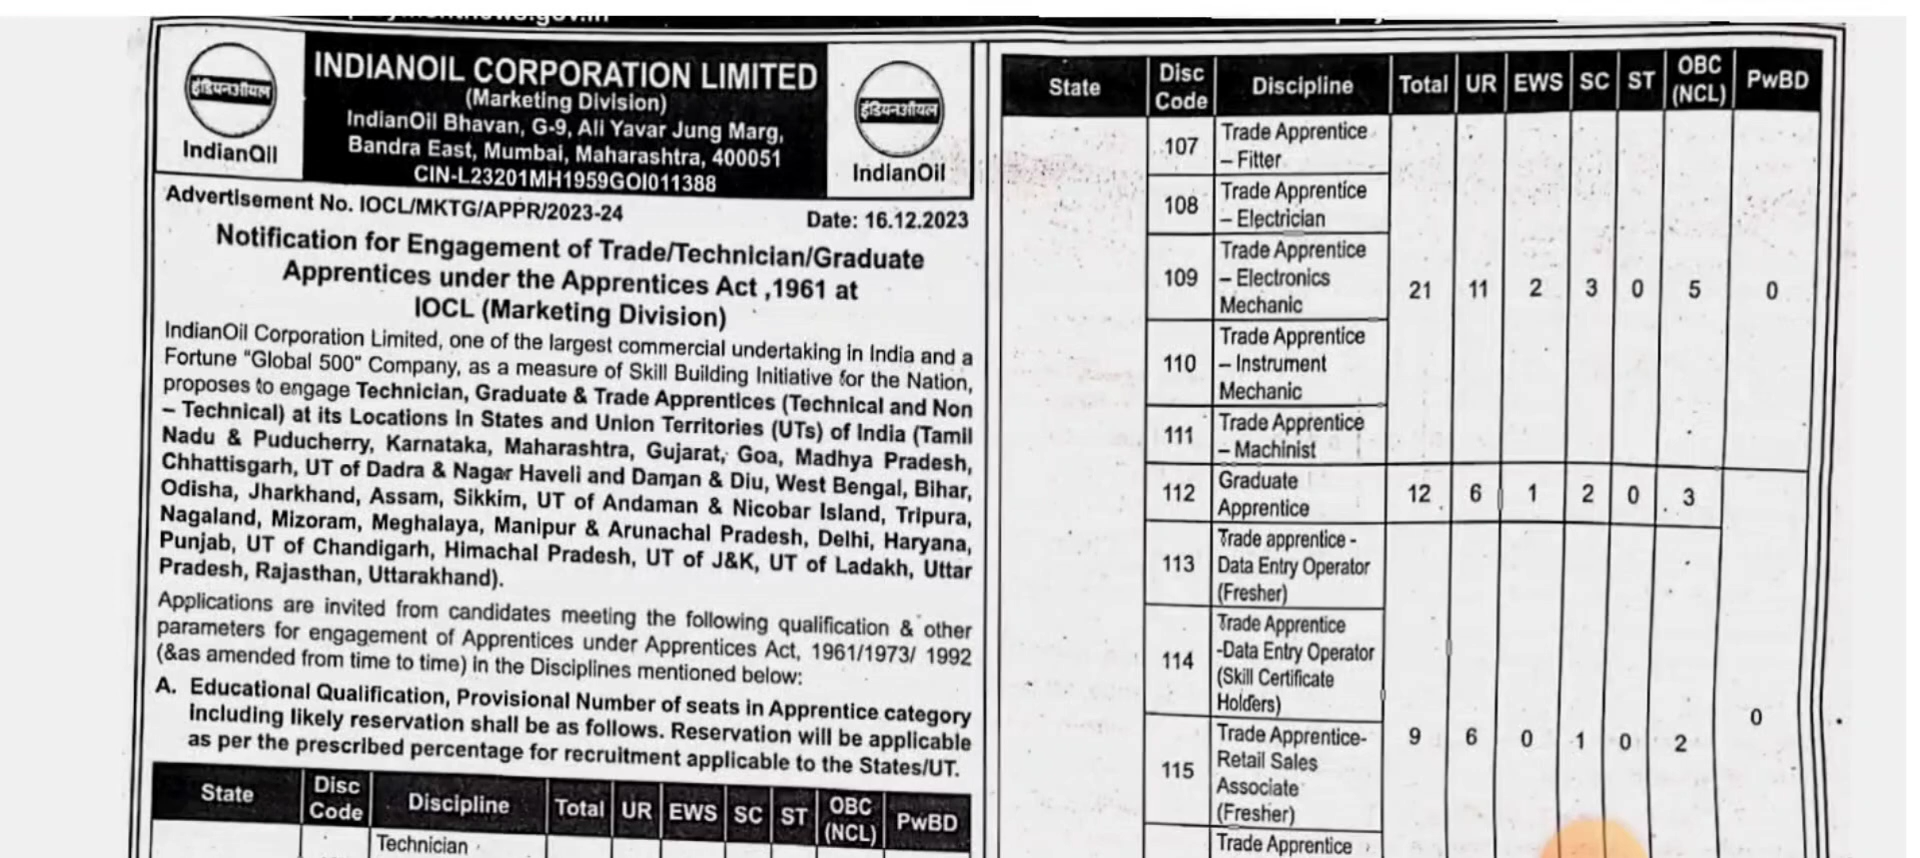 INDIANOIL CORPORATION LIMITED
(Marketing Division)
IndianOil Bhavan, G-9, Ali Yavar Jung Marg,
Bandra East, Mumbai, Maharashtra, 400051
CIN-L23201MH1959GOI011388
इंडियनऑयल
IndianOil
इंडियनऑयल
IndianOil
Advertisement No. IOCL/MKTG/APPR/2023-24
Date: 16.12.2023
Notification for Engagement of Trade/Technician/Graduate
Apprentices under the Apprentices Act ,1961 at
IOCL (Marketing Division)
IndianOil Corporation Limited, one of the largest commercial undertaking in India and a
Fortune "Global 500" Company, as a measure of Skill Building Initiative for the Nation,
proposes to engage Technician, Graduate & Trade Apprentices (Technical and Non
– Technical) at its Locations in States and Union Territories (UTs) of India (Tamil
Nadu & Puducherry, Karnataka, Maharashtra, Gujarat, Goa, Madhya Pradesh,
Chhattisgarh, UT of Dadra & Nagar Haveli and Daman & Diu, West Bengal, Bihar,
Odisha, Jharkhand, Assam, Sikkim, UT of Andaman & Nicobar Island, Tripura,
Nagaland, Mizoram, Meghalaya, Manipur & Arunachal Pradesh, Delhi, Haryana,
Punjab, UT of Chandigarh, Himachal Pradesh, UT of J&K, UT of Ladakh, Uttar
Pradesh, Rajasthan, Uttarakhand).
Applications are invited from candidates meeting the following qualification & other
parameters for engagement of Apprentices under Apprentices Act, 1961/1973/ 1992
(&as amended from time to time) in the Disciplines mentioned below:
A. Educational Qualification, Provisional Number of seats in Apprentice category
including likely reservation shall be as follows. Reservation will be applicable
as per the prescribed percentage for recruitment applicable to the States/UT.
State Disc Code Discipline Total UR EWS SC ST OBC (NCL) PwBD
Technician
State Disc Code Discipline Total UR EWS SC ST OBC (NCL) PwBD
107 Trade Apprentice
– Fitter
108 Trade Apprentice
– Electrician
109 Trade Apprentice
– Electronics
Mechanic
21 11 2 3 0 5 0
110 Trade Apprentice
– Instrument
Mechanic
111 Trade Apprentice
– Machinist
112 Graduate
Apprentice
12 6 1 2 0 3
113 Trade apprentice -
Data Entry Operator
(Fresher)
114 Trade Apprentice
-Data Entry Operator
(Skill Certificate
Holders)
0
115 Trade Apprentice-
Retail Sales
Associate
(Fresher)
9 6 0 1 0 2
Trade Apprentice